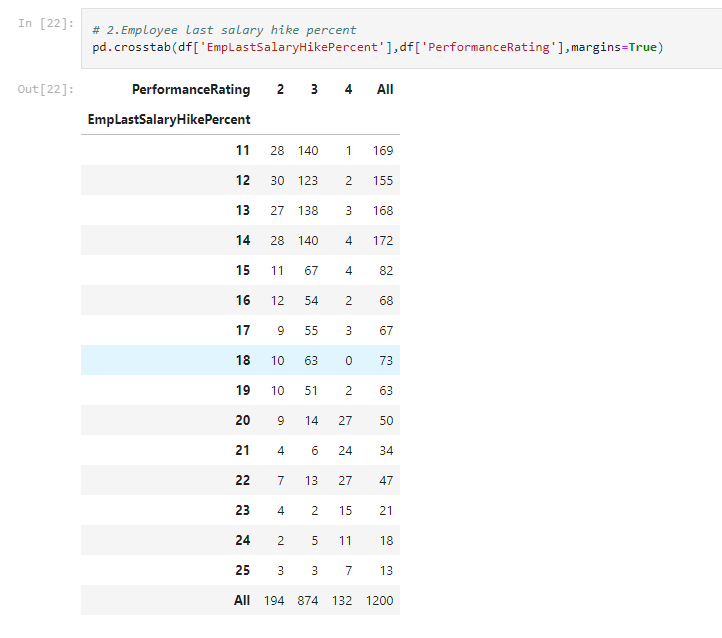 In [22]:
# 2.Employee last salary hike percent
pd.crosstab(df['EmpLastSalaryHikePercent'],df['PerformanceRating'],margins=True)
Out[22]:
PerformanceRating 2 3 4 All
EmpLastSalaryHikePercent
11 28 140 1 169
12 30 123 2 155
13 27 138 3 168
14 28 140 4 172
15 11 67 4 82
16 12 54 2 68
17 9 55 3 67
18 10 63 0 73
19 10 51 2 63
20 9 14 27 50
21 4 6 24 34
22 7 13 27 47
23 4 2 15 21
24 2 5 11 18
25 3 3 7 13
All 194 874 132 1200